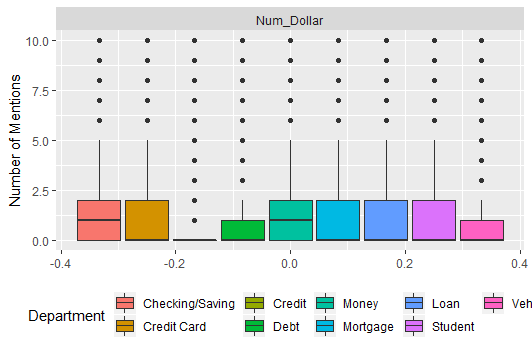 Num_Dollar
Number of Mentions
10.0
7.5
5.0
2.5
0.0
-0.4 -0.2 0.0 0.2 0.4
Department
Checking/Saving Credit Money Loan Veh
Credit Card Debt Mortgage Student